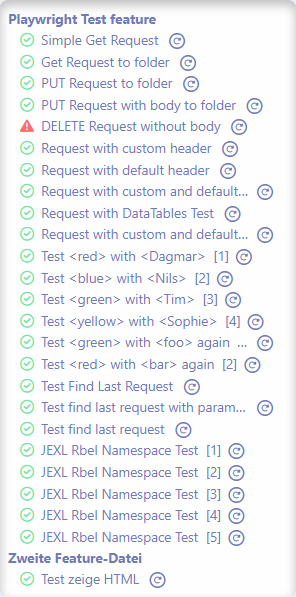 Playwright Test feature
Simple Get Request
Get Request to folder
PUT Request to folder
PUT Request with body to folder
DELETE Request without body
Request with custom header
Request with default header
Request with custom and default...
Request with DataTables Test
Request with custom and default...
Test <red> with <Dagmar> [1]
Test <blue> with <Nils> [2]
Test <green> with <Tim> [3]
Test <yellow> with <Sophie> [4]
Test <green> with <foo> again ...
Test <red> with <bar> again [2]
Test Find Last Request
Test find last request with param...
Test find last request
JEXL Rbel Namespace Test [1]
JEXL Rbel Namespace Test [2]
JEXL Rbel Namespace Test [3]
JEXL Rbel Namespace Test [4]
JEXL Rbel Namespace Test [5]
Zweite Feature-Datei
Test zeige HTML